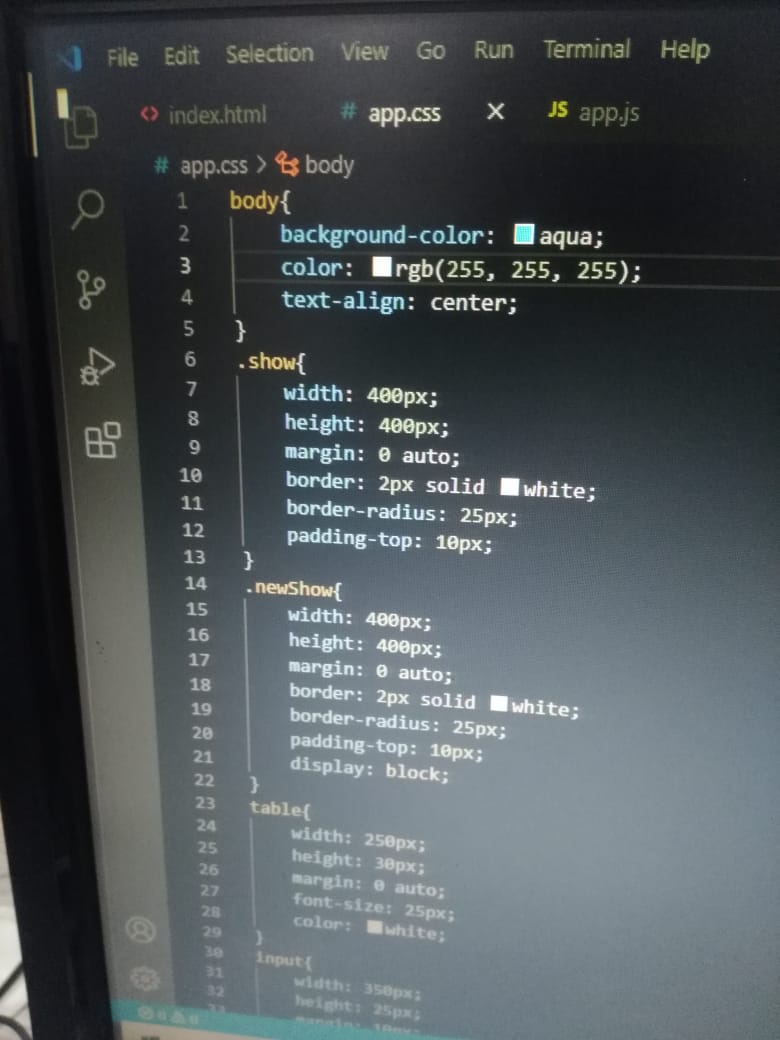 File Edit Selection View Go Run Terminal Help
<> index.html # app.css × JS app.js
# app.css > body
1 body{
2 background-color: aqua;
3 color: rgb(255, 255, 255);
4 text-align: center;
5 }
6 .show{
7 width: 400px;
8 height: 400px;
9 margin: 0 auto;
10 border: 2px solid white;
11 border-radius: 25px;
12 padding-top: 10px;
13 }
14 .newShow{
15 width: 400px;
16 height: 400px;
17 margin: 0 auto;
18 border: 2px solid white;
19 border-radius: 25px;
20 padding-top: 10px;
21 display: block;
22 }
23 table{
24 width: 250px;
25 height: 30px;
26 margin: 0 auto;
27 font-size: 25px;
28 color: white;
29 }
30 input{
31 width: 350px;
32 height: 25px;
33 margin: 10px
0 0